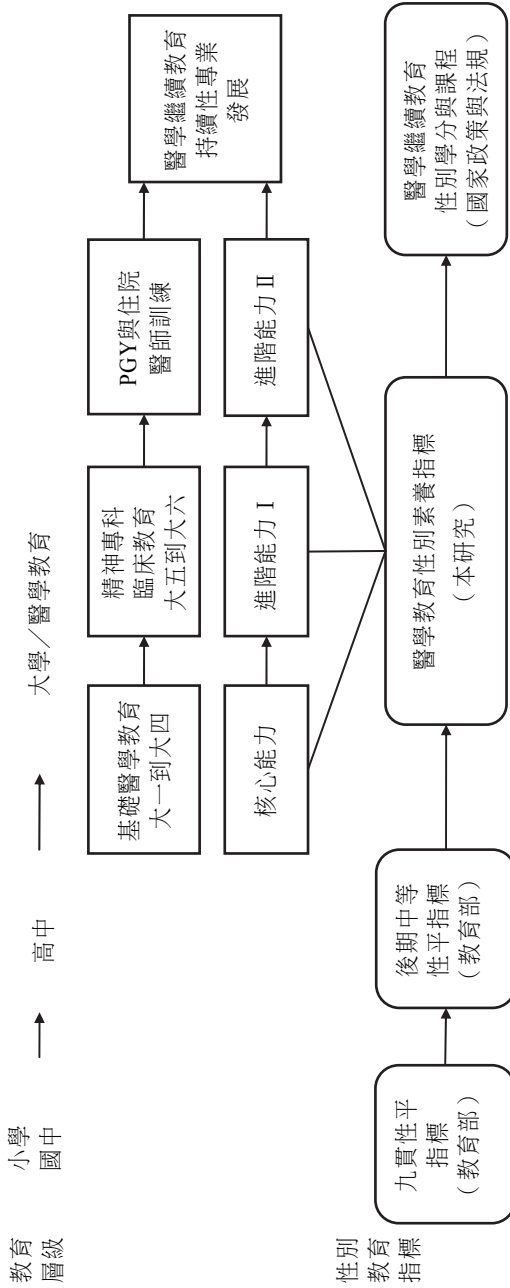 教育
層級
小學
國中
高中
大學／醫學教育
基礎醫學教育
大一到大四
精神專科
臨床教育
大五到大六
PGY與住院
醫師訓練
醫學繼續教育
持續性專業
發展
核心能力
進階能力 I
進階能力 II
性別
教育
指標
九貫性平
指標
（教育部）
後期中等
性平指標
（教育部）
醫學教育性別素養指標
（本研究）
醫學繼續教育
性別學分與課程
（國家政策與法規）